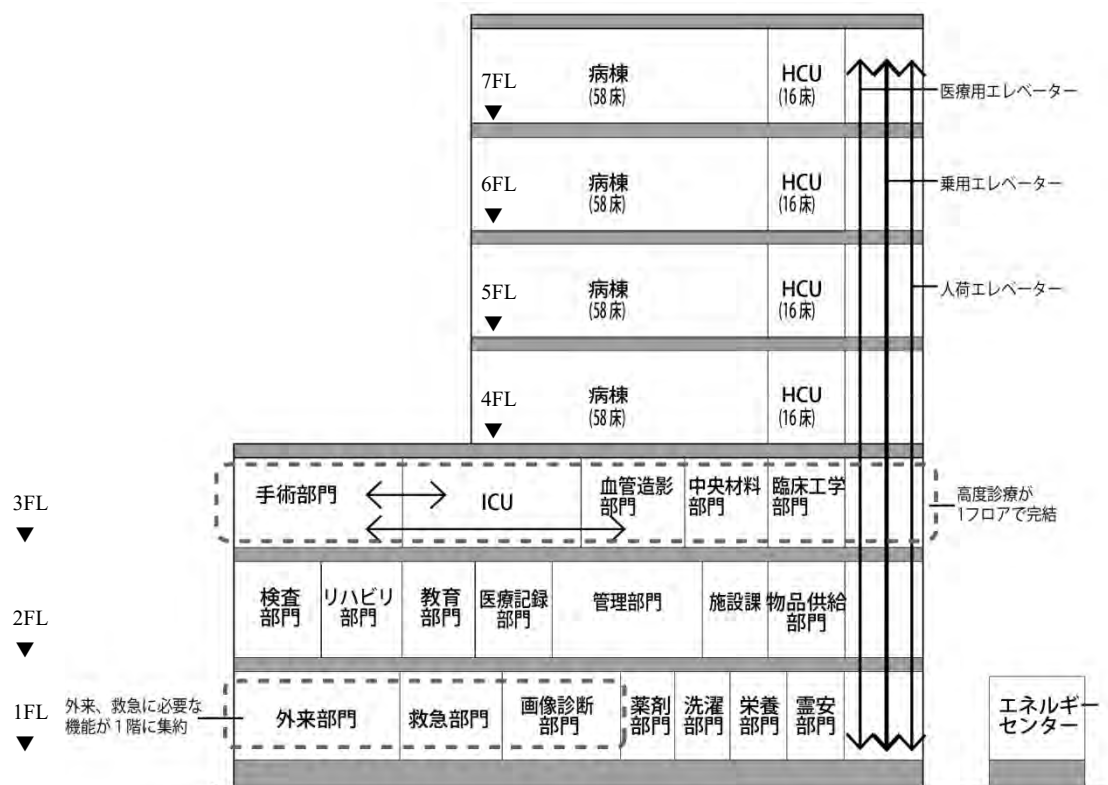 7FL
▼
病棟
(58床)
HCU
(16床)
医療用エレベーター
6FL
▼
病棟
(58床)
HCU
(16床)
乗用エレベーター
5FL
▼
病棟
(58床)
HCU
(16床)
人荷エレベーター
4FL
▼
病棟
(58床)
HCU
(16床)
3FL
▼
手術部門
ICU
血管造影
部門
中央材料
部門
臨床工学
部門
高度診療が
1フロアで完結
2FL
▼
検査
部門
リハビリ
部門
教育
部門
医療記録
部門
管理部門
施設課
物品供給
部門
1FL
▼
外来、救急に必要な
機能が1階に集約
外来部門
救急部門
画像診断
部門
薬剤
部門
洗濯
部門
栄養
部門
霊安
部門
エネルギー
センター